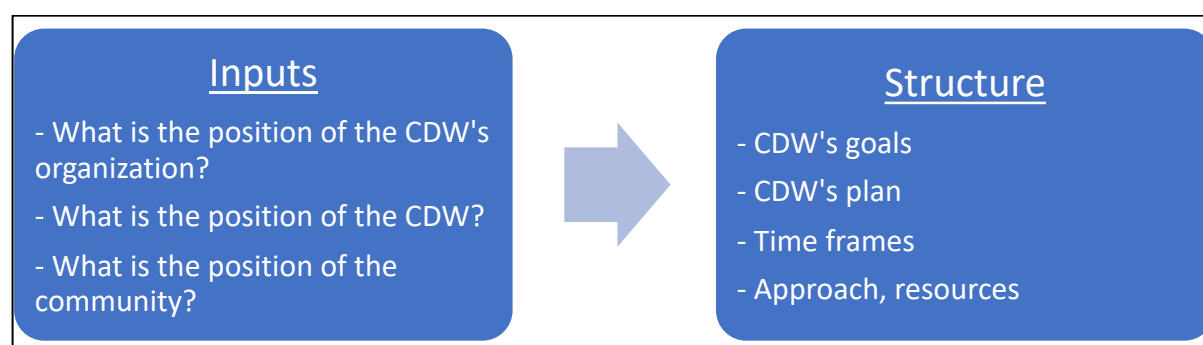 Inputs
- What is the position of the CDW's
organization?
- What is the position of the CDW?
- What is the position of the
community?
Structure
- CDW's goals
- CDW's plan
- Time frames
- Approach, resources